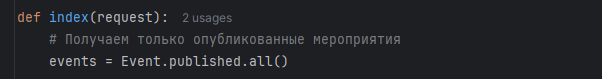 def index(request):  2 usages
    # Получаем только опубликованные мероприятия
    events = Event.published.all()